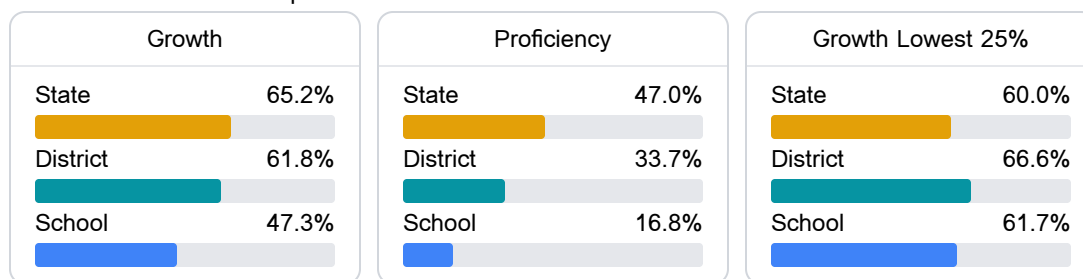 Growth
State 65.2%
District 61.8%
School 47.3%
Proficiency
State 47.0%
District 33.7%
School 16.8%
Growth Lowest 25%
State 60.0%
District 66.6%
School 61.7%